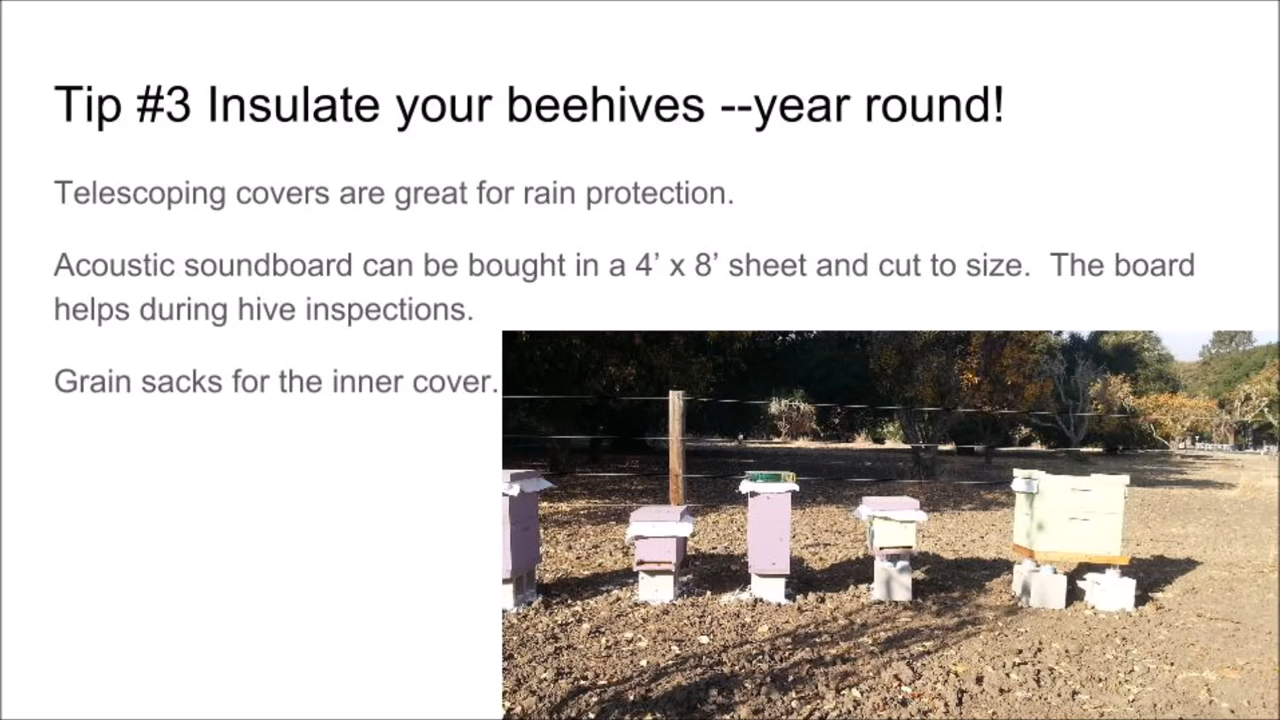 Tip #3 Insulate your beehives --year round!
Telescoping covers are great for rain protection.
Acoustic soundboard can be bought in a 4’ x 8’ sheet and cut to size.  The board
helps during hive inspections.
Grain sacks for the inner cover.